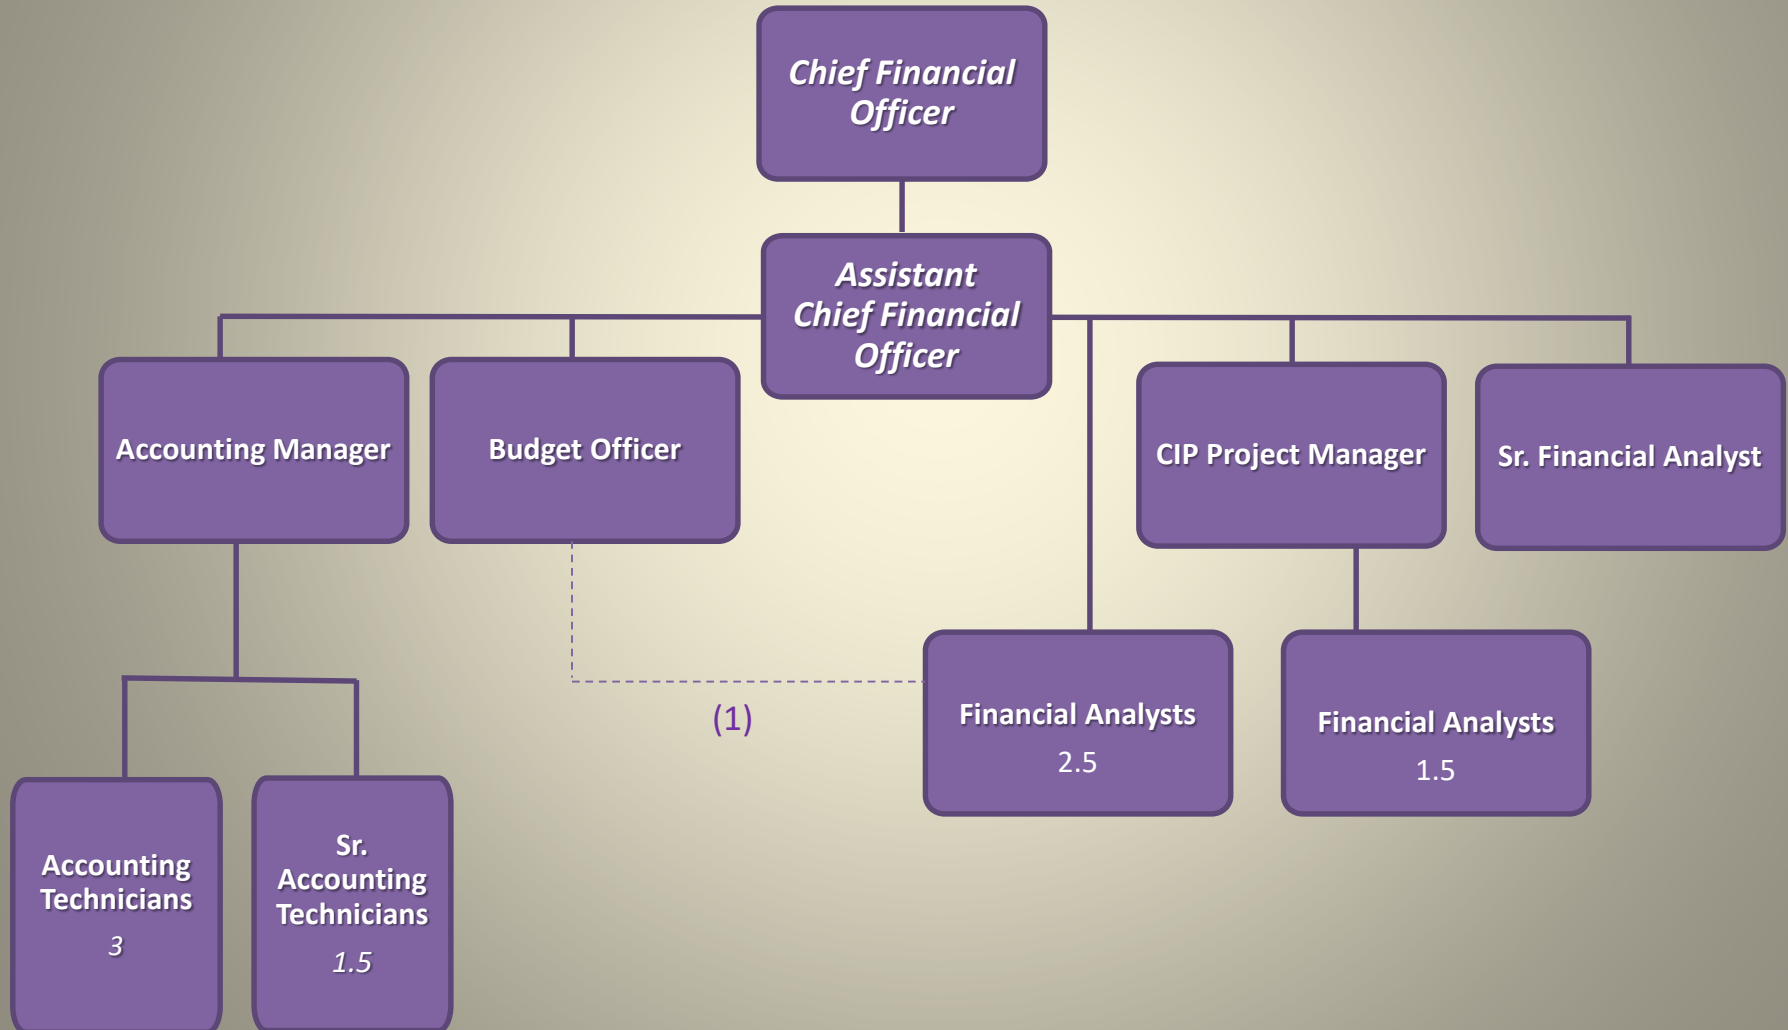 Chief Financial
Officer
Assistant
Chief Financial
Officer
Accounting Manager
Budget Officer
CIP Project Manager
Sr. Financial Analyst
(1)
Financial Analysts
2.5
Financial Analysts
1.5
Accounting
Technicians
3
Sr.
Accounting
Technicians
1.5